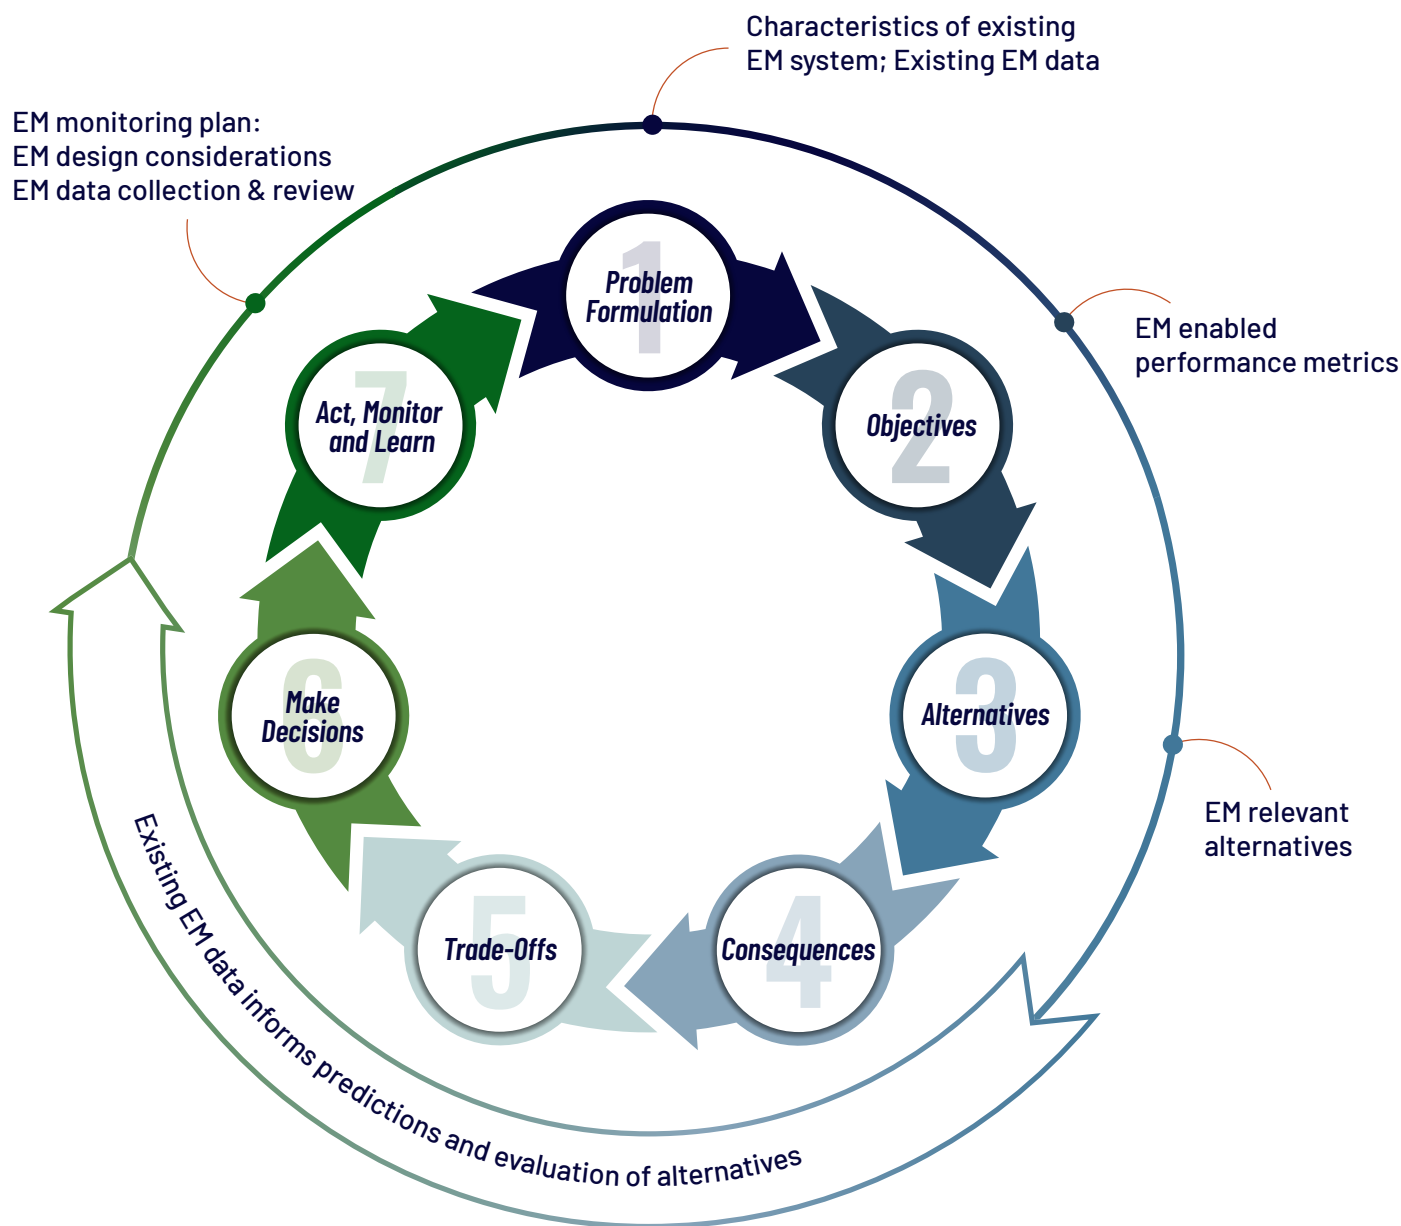 Characteristics of existing
EM system; Existing EM data
EM monitoring plan:
EM design considerations
EM data collection & review
EM enabled
performance metrics
EM relevant
alternatives
1
Problem
Formulation
2
Objectives
3
Alternatives
4
Consequences
5
Trade-Offs
6
Make
Decisions
7
Act, Monitor
and Learn
Existing EM data informs predictions and evaluation of alternatives